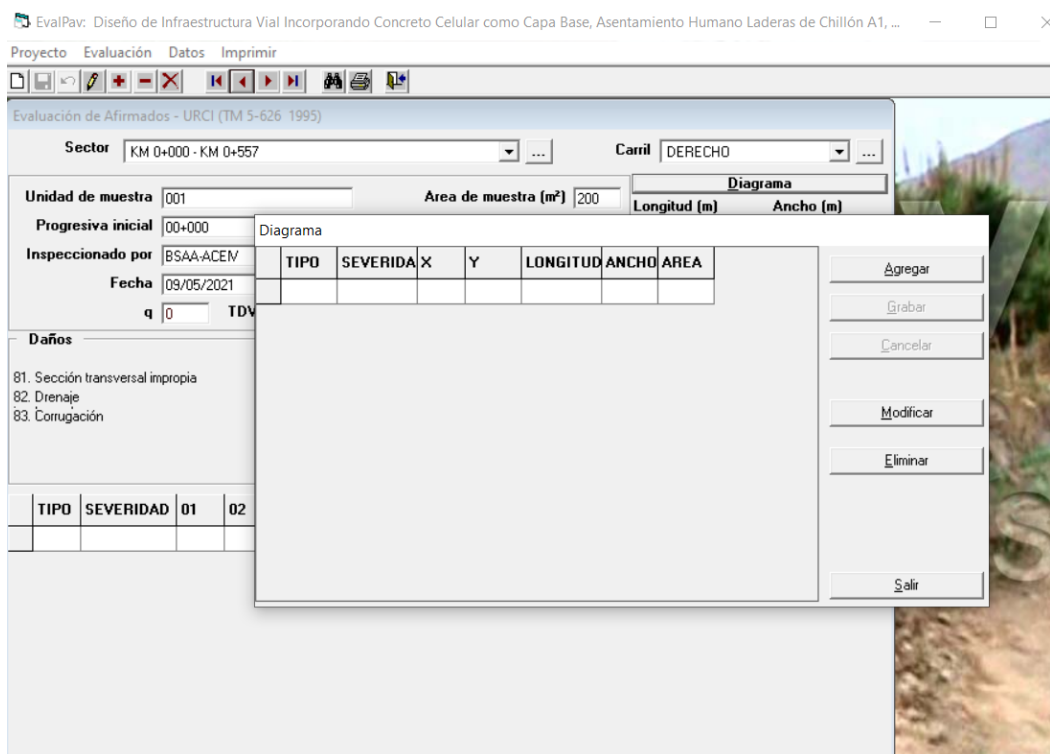 EvalPav: Diseño de Infraestructura Vial Incorporando Concreto Celular como Capa Base, Asentamiento Humano Laderas de Chillón A1, ...
Proyecto Evaluación Datos Imprimir
Evaluación de Afirmados - URCI (TM 5-626 1995)
Sector KM 0+000 - KM 0+557 ... Carril DERECHO ...
Unidad de muestra 001 Area de muestra (m²) 200 Diagrama
Longitud (m) Ancho (m)
Progresiva inicial 00+000
Inspeccionado por BSAA-ACEM
Fecha 09/05/2021
q 0 TDV
Daños
81. Sección transversal impropia
82. Drenaje
83. Corrugación
TIPO SEVERIDAD 01 02
Diagrama
TIPO SEVERIDA X Y LONGITUD ANCHO AREA
Agregar
Grabar
Cancelar
Modificar
Eliminar
Salir